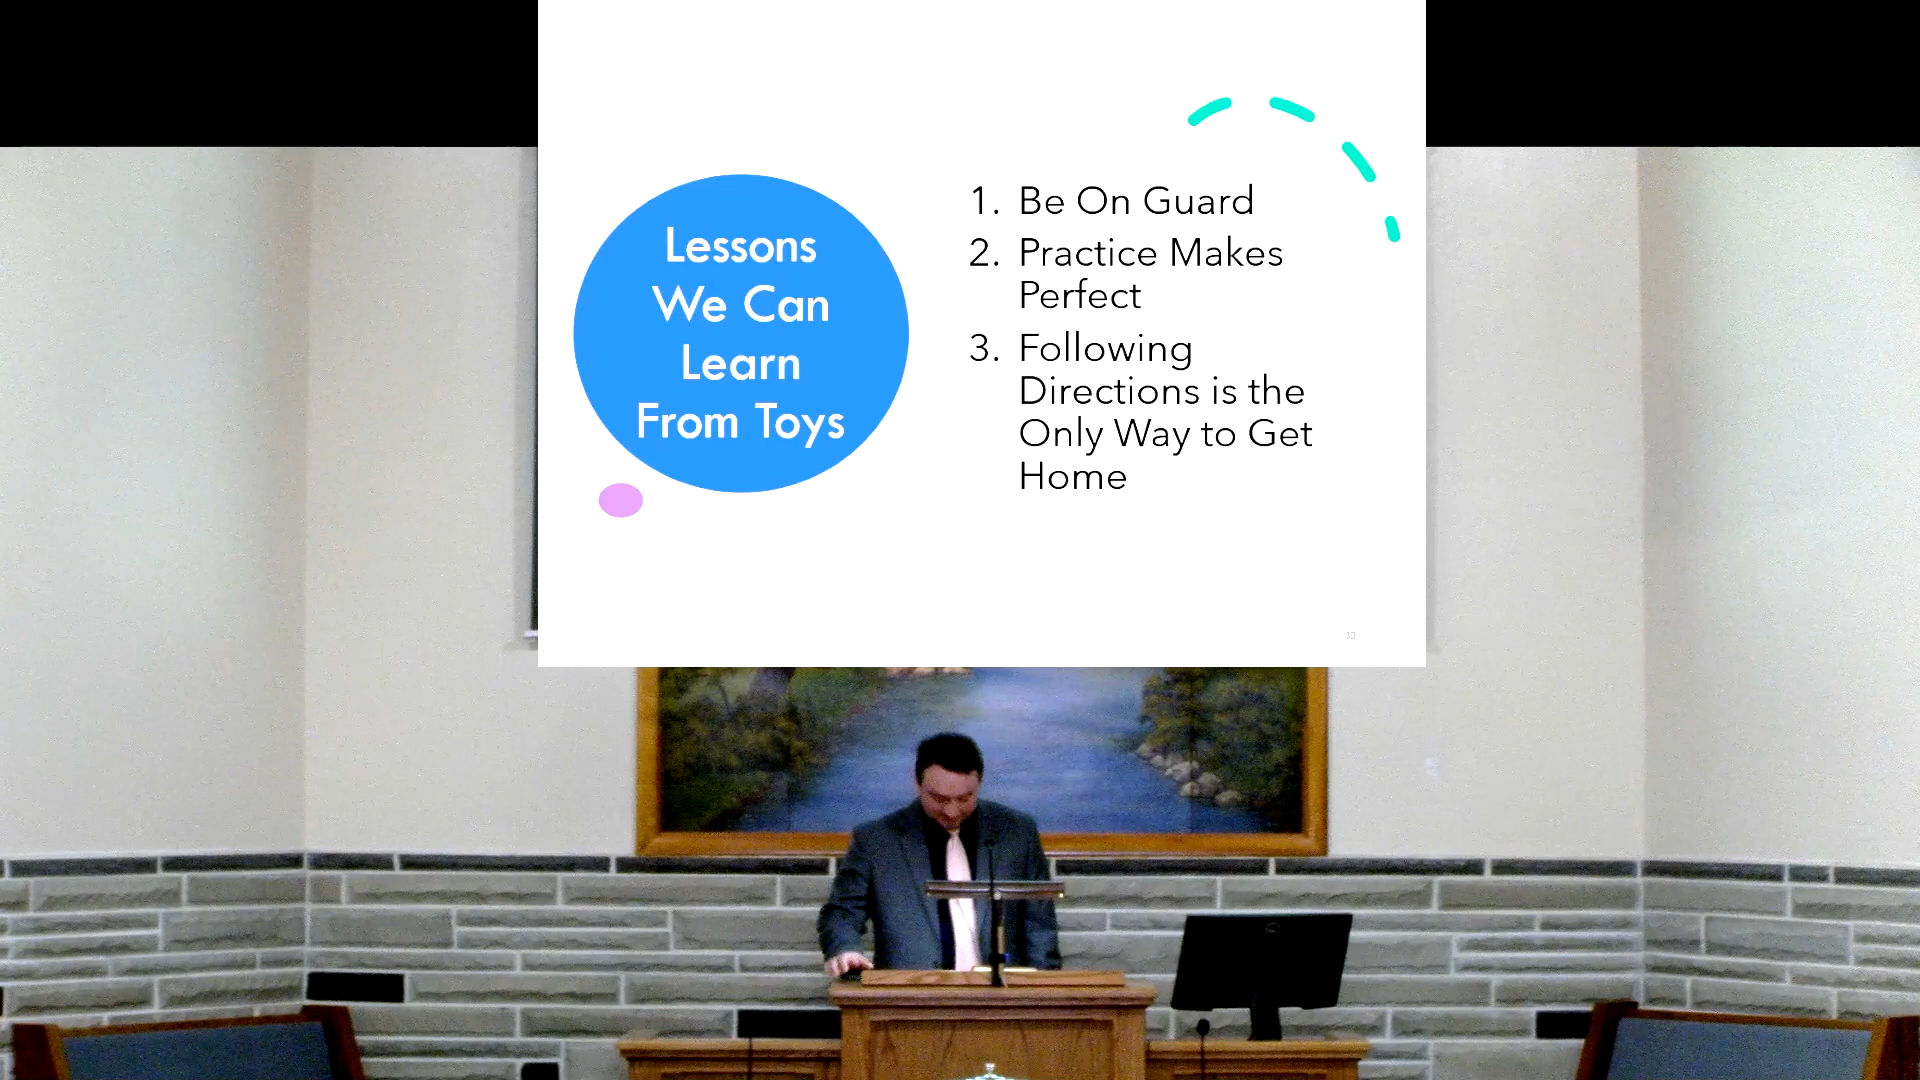 Lessons
We Can
Learn
From Toys
1. Be On Guard
2. Practice Makes
Perfect
3. Following
Directions is the
Only Way to Get
Home